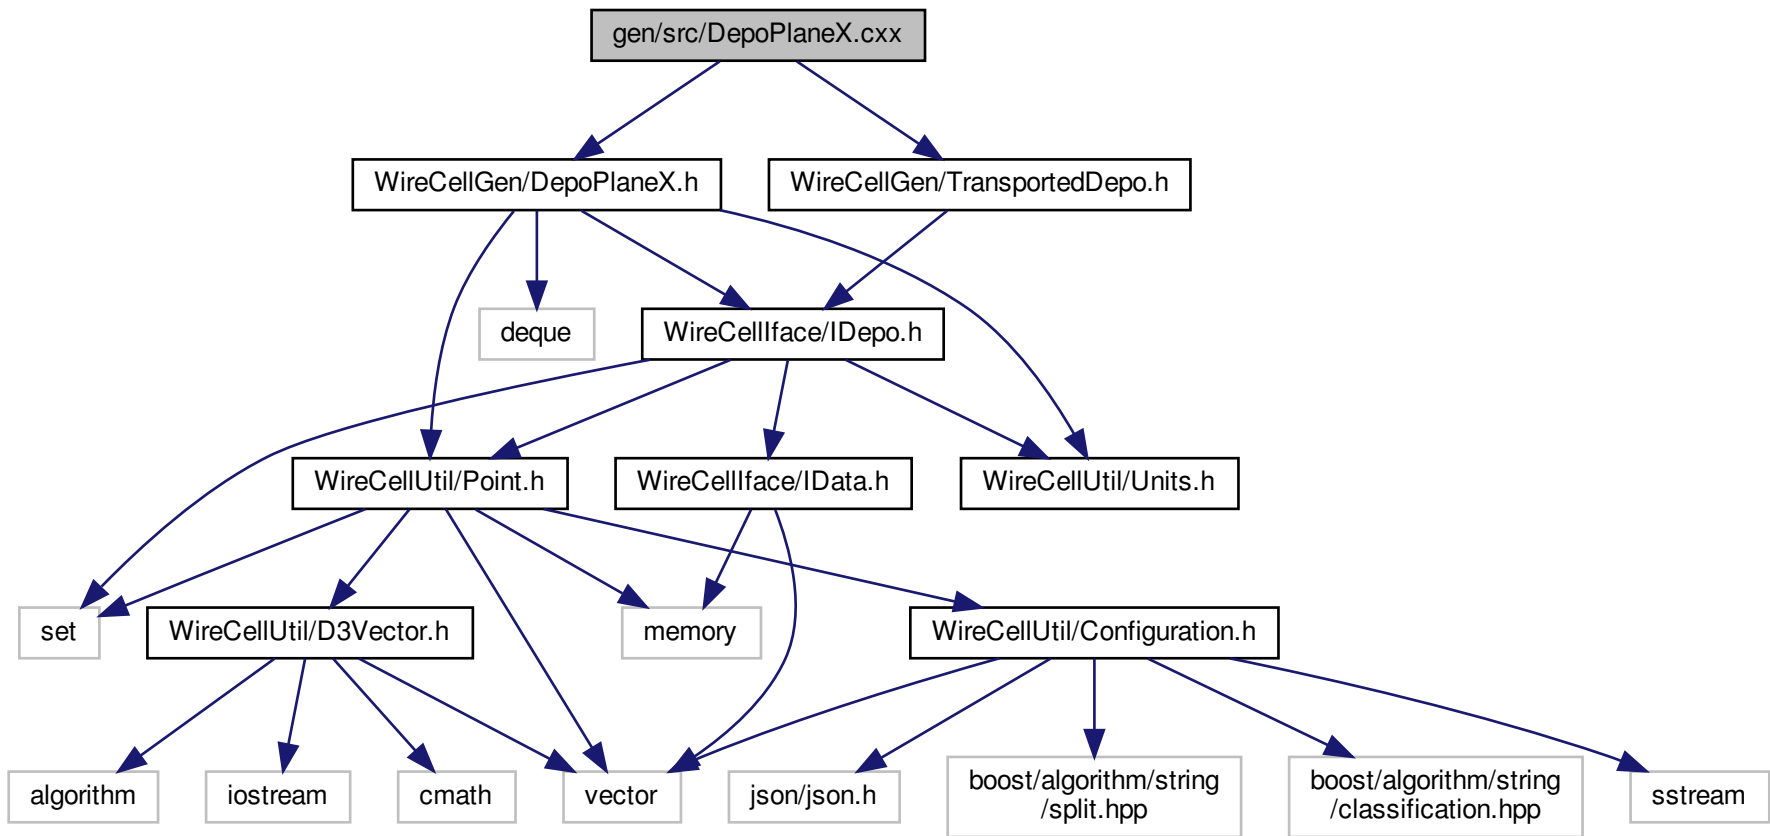 gen/src/DepoPlaneX.cxx
WireCellGen/DepoPlaneX.h
WireCellGen/TransportedDepo.h
deque
WireCellIface/IDepo.h
WireCellUtil/Point.h
WireCellIface/IData.h
WireCellUtil/Units.h
set
WireCellUtil/D3Vector.h
memory
WireCellUtil/Configuration.h
algorithm
iostream
cmath
vector
json/json.h
boost/algorithm/string
/split.hpp
boost/algorithm/string
/classification.hpp
sstream